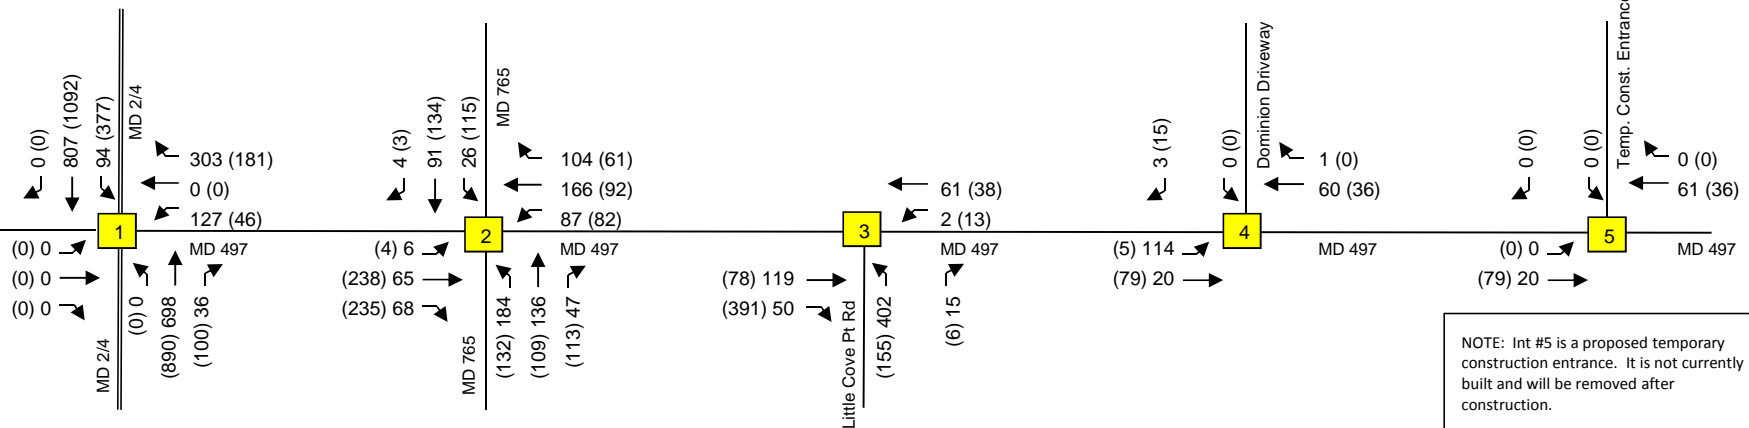 0 (0)
807 (1092)
94 (377)
MD 2/4
303 (181)
0 (0)
127 (46)
1
MD 497
(0) 0
(0) 0
(0) 0
MD 2/4
(0) 0
(890) 698
(100) 36
4 (3)
91 (134)
26 (115)
MD 765
104 (61)
166 (92)
87 (82)
2
MD 497
(4) 6
(238) 65
(235) 68
MD 765
(132) 184
(109) 136
(113) 47
61 (38)
2 (13)
3
MD 497
(78) 119
(391) 50
Little Cove Pt Rd
(155) 402
(6) 15
3 (15)
0 (0)
Dominion Driveway
1 (0)
60 (36)
4
MD 497
(5) 114
(79) 20
0 (0)
0 (0)
Temp. Const. Entrance
0 (0)
61 (36)
5
MD 497
(0) 0
(79) 20
NOTE: Int #5 is a proposed temporary
construction entrance. It is not currently
built and will be removed after
construction.